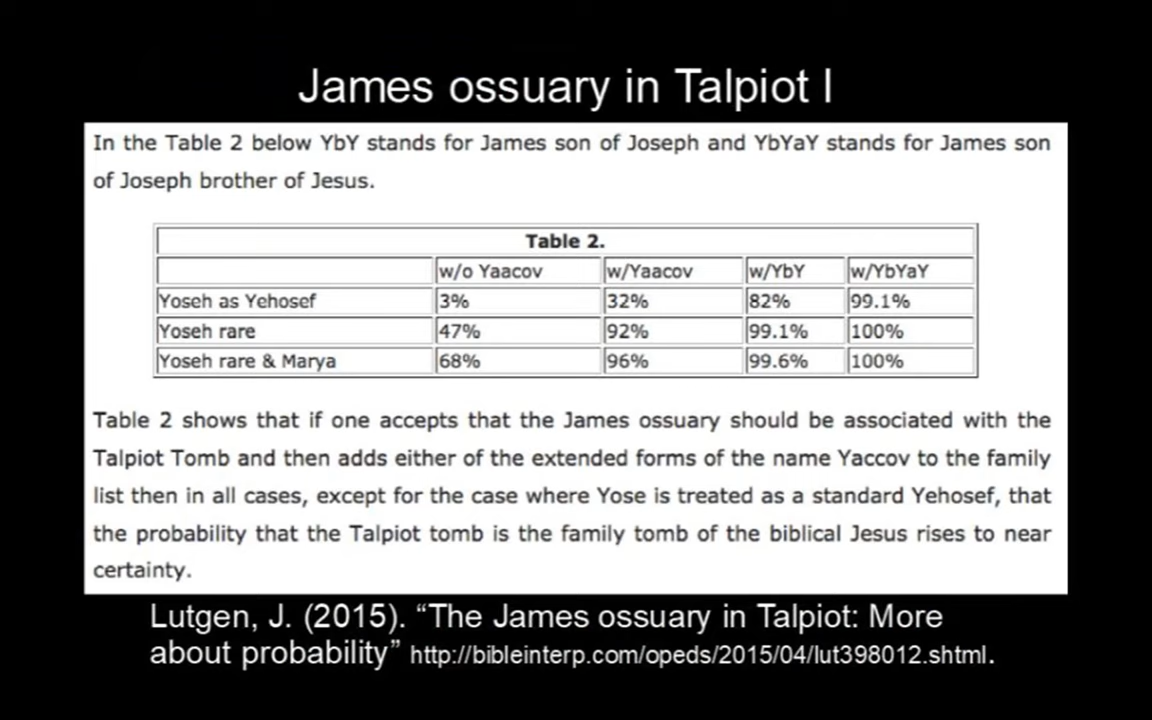 James ossuary in Talpiot I
In the Table 2 below YbY stands for James son of Joseph and YbYaY stands for James son
of Joseph brother of Jesus.
Table 2.
w/o Yaacov w/Yaacov w/YbY w/YbYaY
Yoseh as Yehosef 3% 32% 82% 99.1%
Yoseh rare 47% 92% 99.1% 100%
Yoseh rare & Marya 68% 96% 99.6% 100%
Table 2 shows that if one accepts that the James ossuary should be associated with the
Talpiot Tomb and then adds either of the extended forms of the name Yaccov to the family
list then in all cases, except for the case where Yose is treated as a standard Yehosef, that
the probability that the Talpiot tomb is the family tomb of the biblical Jesus rises to near
certainty.
Lutgen, J. (2015). “The James ossuary in Talpiot: More
about probability” http://bibleinterp.com/opeds/2015/04/lut398012.shtml.